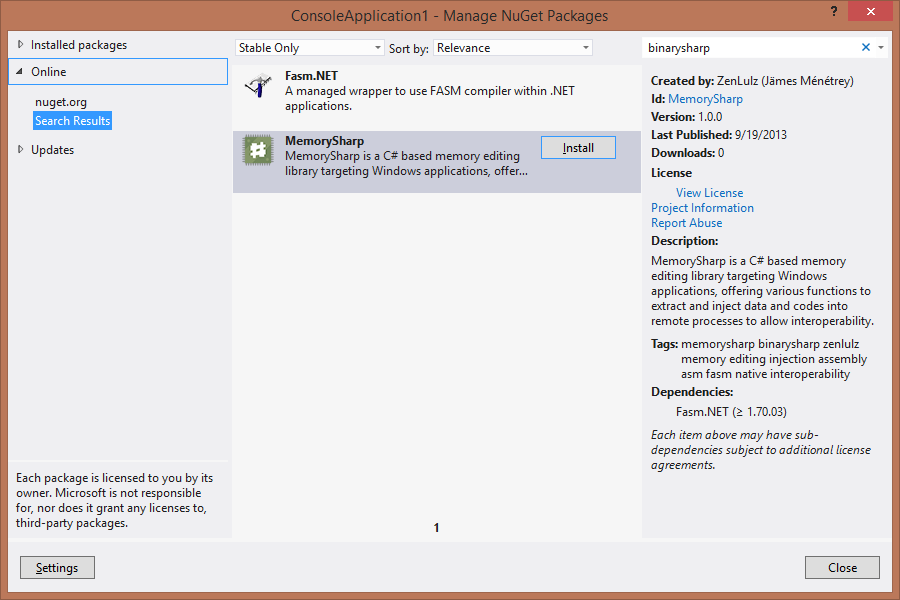 ConsoleApplication1 - Manage NuGet Packages
?
Installed packages
Online
nuget.org
Search Results
Updates
Each package is licensed to you by its
owner. Microsoft is not responsible
for, nor does it grant any licenses to,
third-party packages.
Stable Only
Sort by: Relevance
Fasm.NET
A managed wrapper to use FASM compiler within .NET
applications.
MemorySharp
MemorySharp is a C# based memory editing
library targeting Windows applications, offer...
Install
1
binarysharp
Created by: ZenLulz (Jämes Ménétrey)
Id: MemorySharp
Version: 1.0.0
Last Published: 9/19/2013
Downloads: 0
License
View License
Project Information
Report Abuse
Description:
MemorySharp is a C# based memory
editing library targeting Windows
applications, offering various functions to
extract and inject data and codes into
remote processes to allow interoperability.
Tags: memorysharp binarysharp zenlulz
memory editing injection assembly
asm fasm native interoperability
Dependencies:
Fasm.NET (≥ 1.70.03)
Each item above may have sub-
dependencies subject to additional license
agreements.
Settings
Close